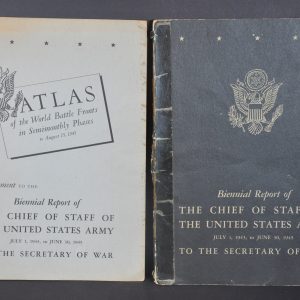 ATLAS
of the World Battle Fronts
in Semimonthly Phases
to August 15, 1945
ment TO THE
Biennial Report of
CHIEF OF STAFF OF
UNITED STATES ARMY
JULY 1, 1943, to JUNE 30, 1945
THE SECRETARY OF WAR
Biennial Report of
THE CHIEF OF STAF
THE UNITED STATES A
JULY 1, 1943, to JUNE 30, 1945
TO THE SECRETARY OF